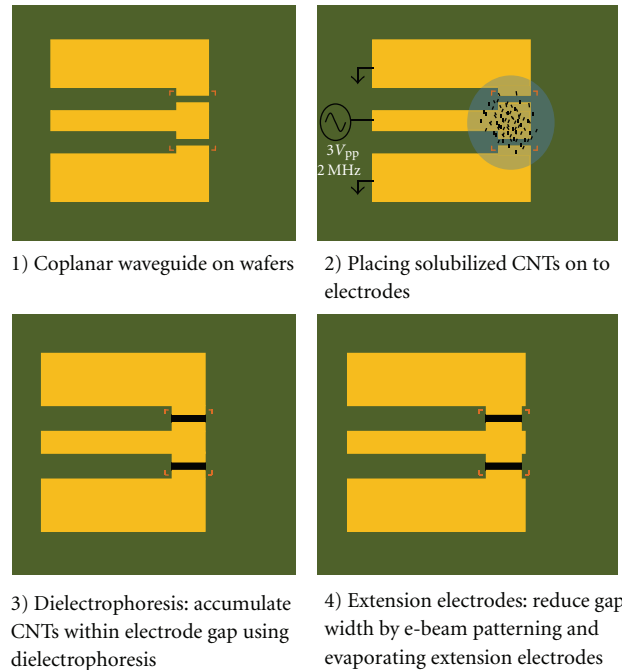 1) Coplanar waveguide on wafers
3Vpp
2 MHz
2) Placing solubilized CNTs on to
electrodes
3) Dielectrophoresis: accumulate
CNTs within electrode gap using
dielectrophoresis
4) Extension electrodes: reduce gap
width by e-beam patterning and
evaporating extension electrodes